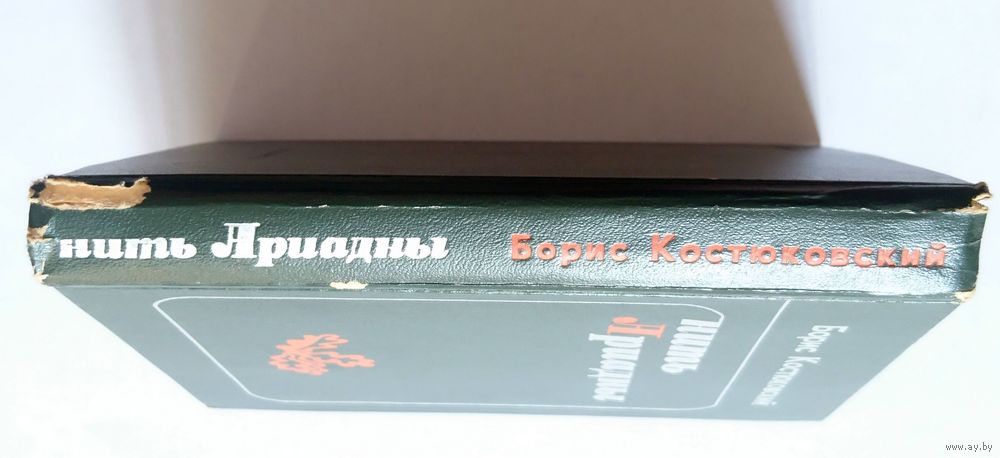 нить Ариадны
Борис Костюковский
Борис Костюковский
нить
Ариадны
www.ay.by